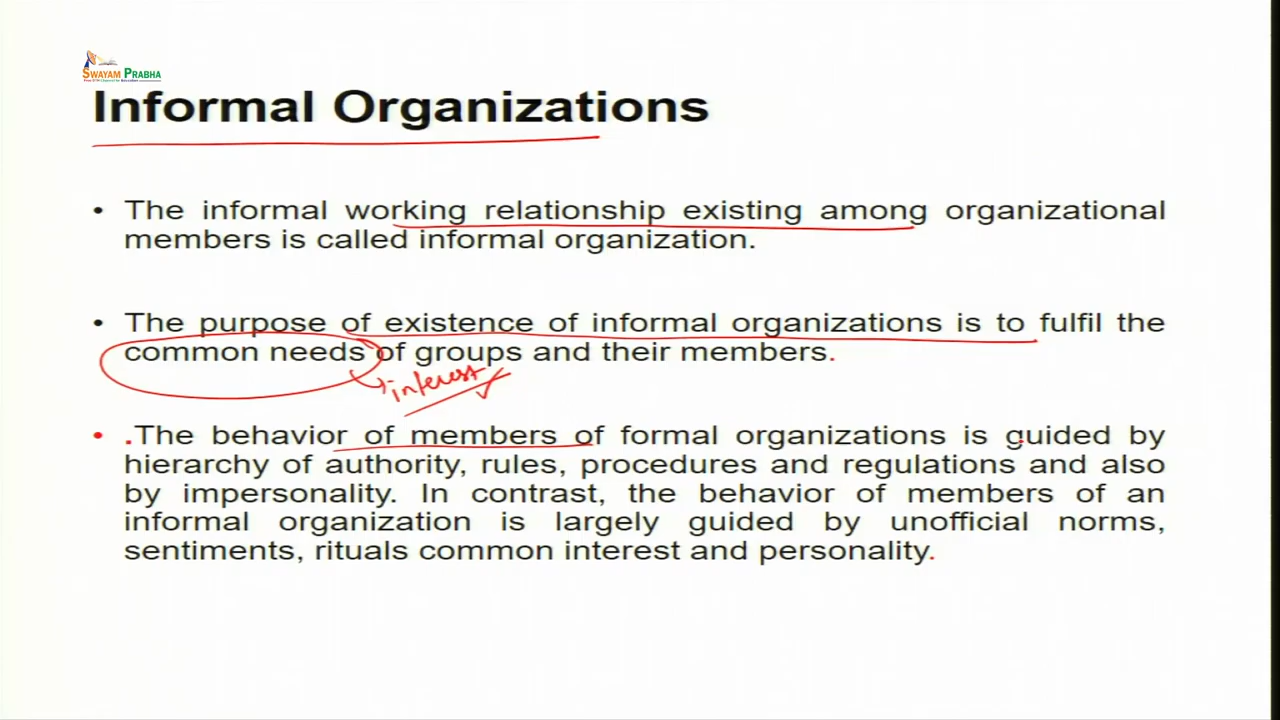 SWAYAM PRABHA
Informal Organizations
• The informal working relationship existing among organizational
members is called informal organization.
• The purpose of existence of informal organizations is to fulfil the
common needs of groups and their members.
interest
• .The behavior of members of formal organizations is guided by
hierarchy of authority, rules, procedures and regulations and also
by impersonality. In contrast, the behavior of members of an
informal organization is largely guided by unofficial norms,
sentiments, rituals common interest and personality.